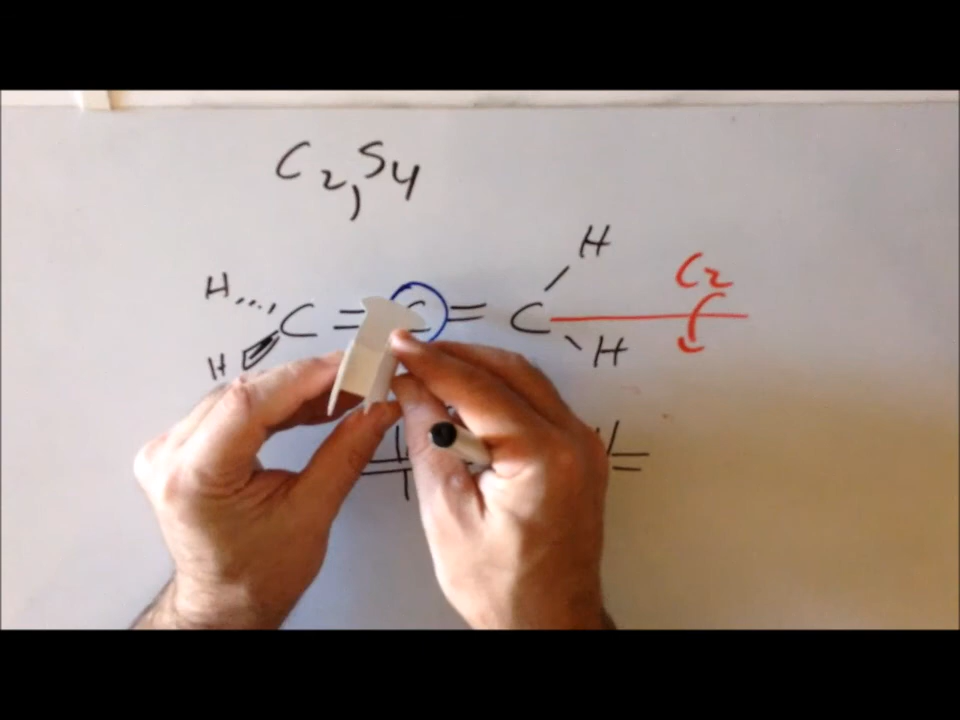 C2, S4
H H C2
C = C = C
H H